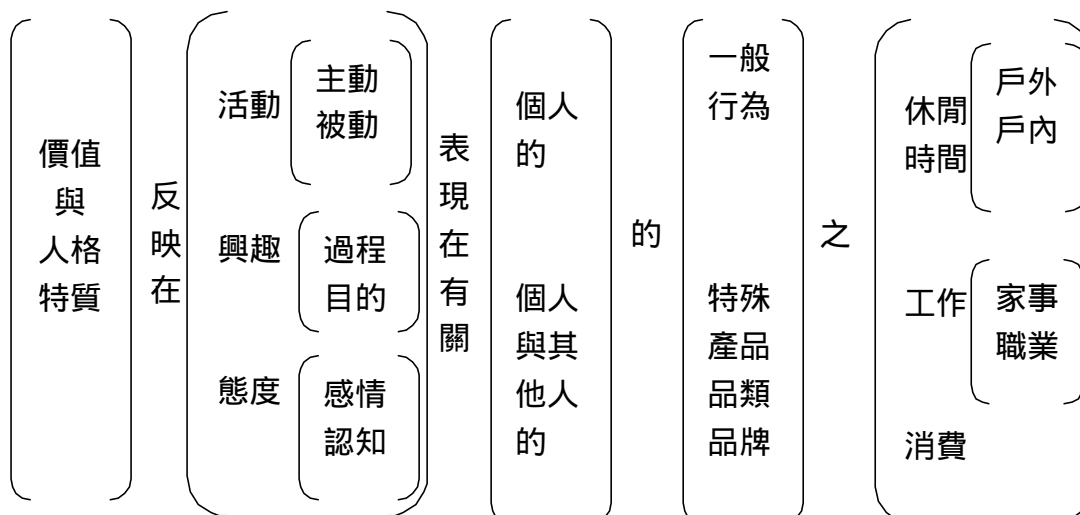 價值
與
人格
特質
反
映
在
活動
主動
被動
興趣
過程
目的
態度
感情
認知
表
現
在
有
關
個人
的
個人
與其
他人
的
的
一般
行為
特殊
產品
品類
品牌
之
休閒
時間
戶外
戶內
工作
家事
職業
消費